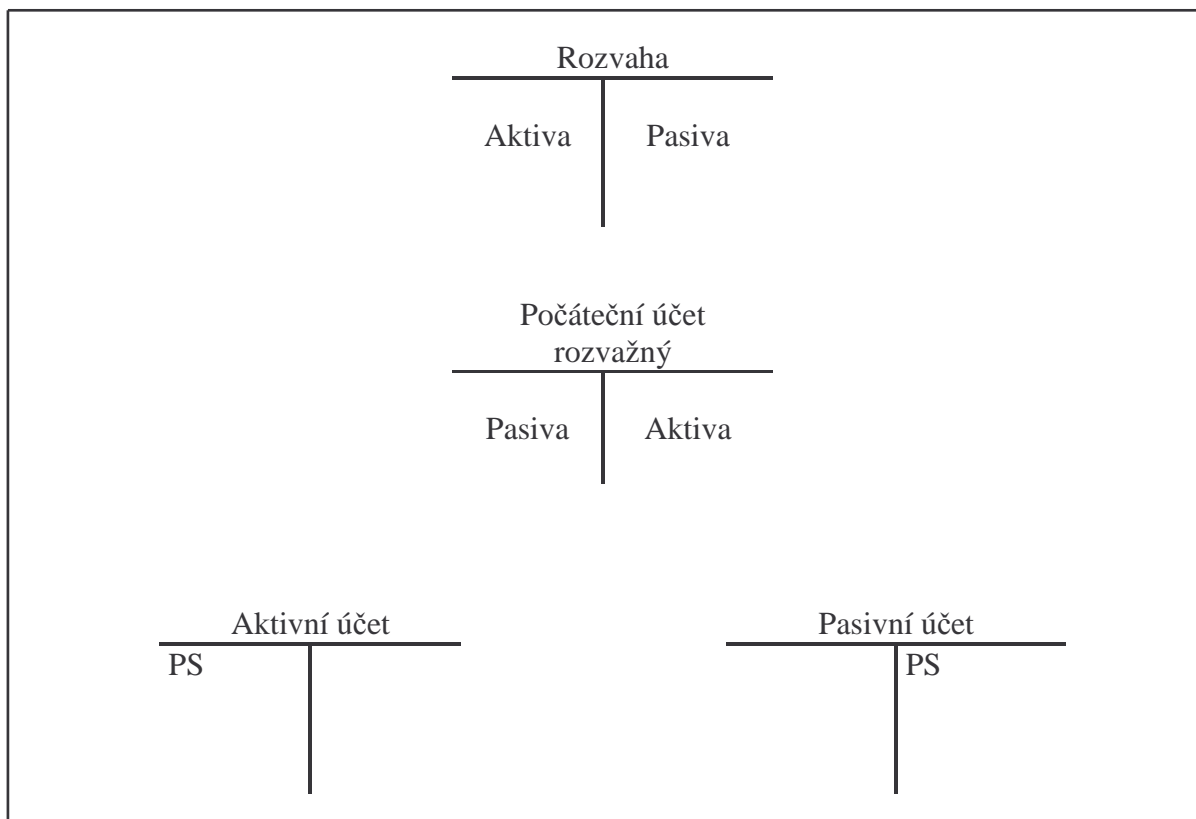 Rozvaha
Aktiva Pasiva
Počáteční účet
rozvažný
Pasiva Aktiva
Aktivní účet Pasivní účet
PS PS